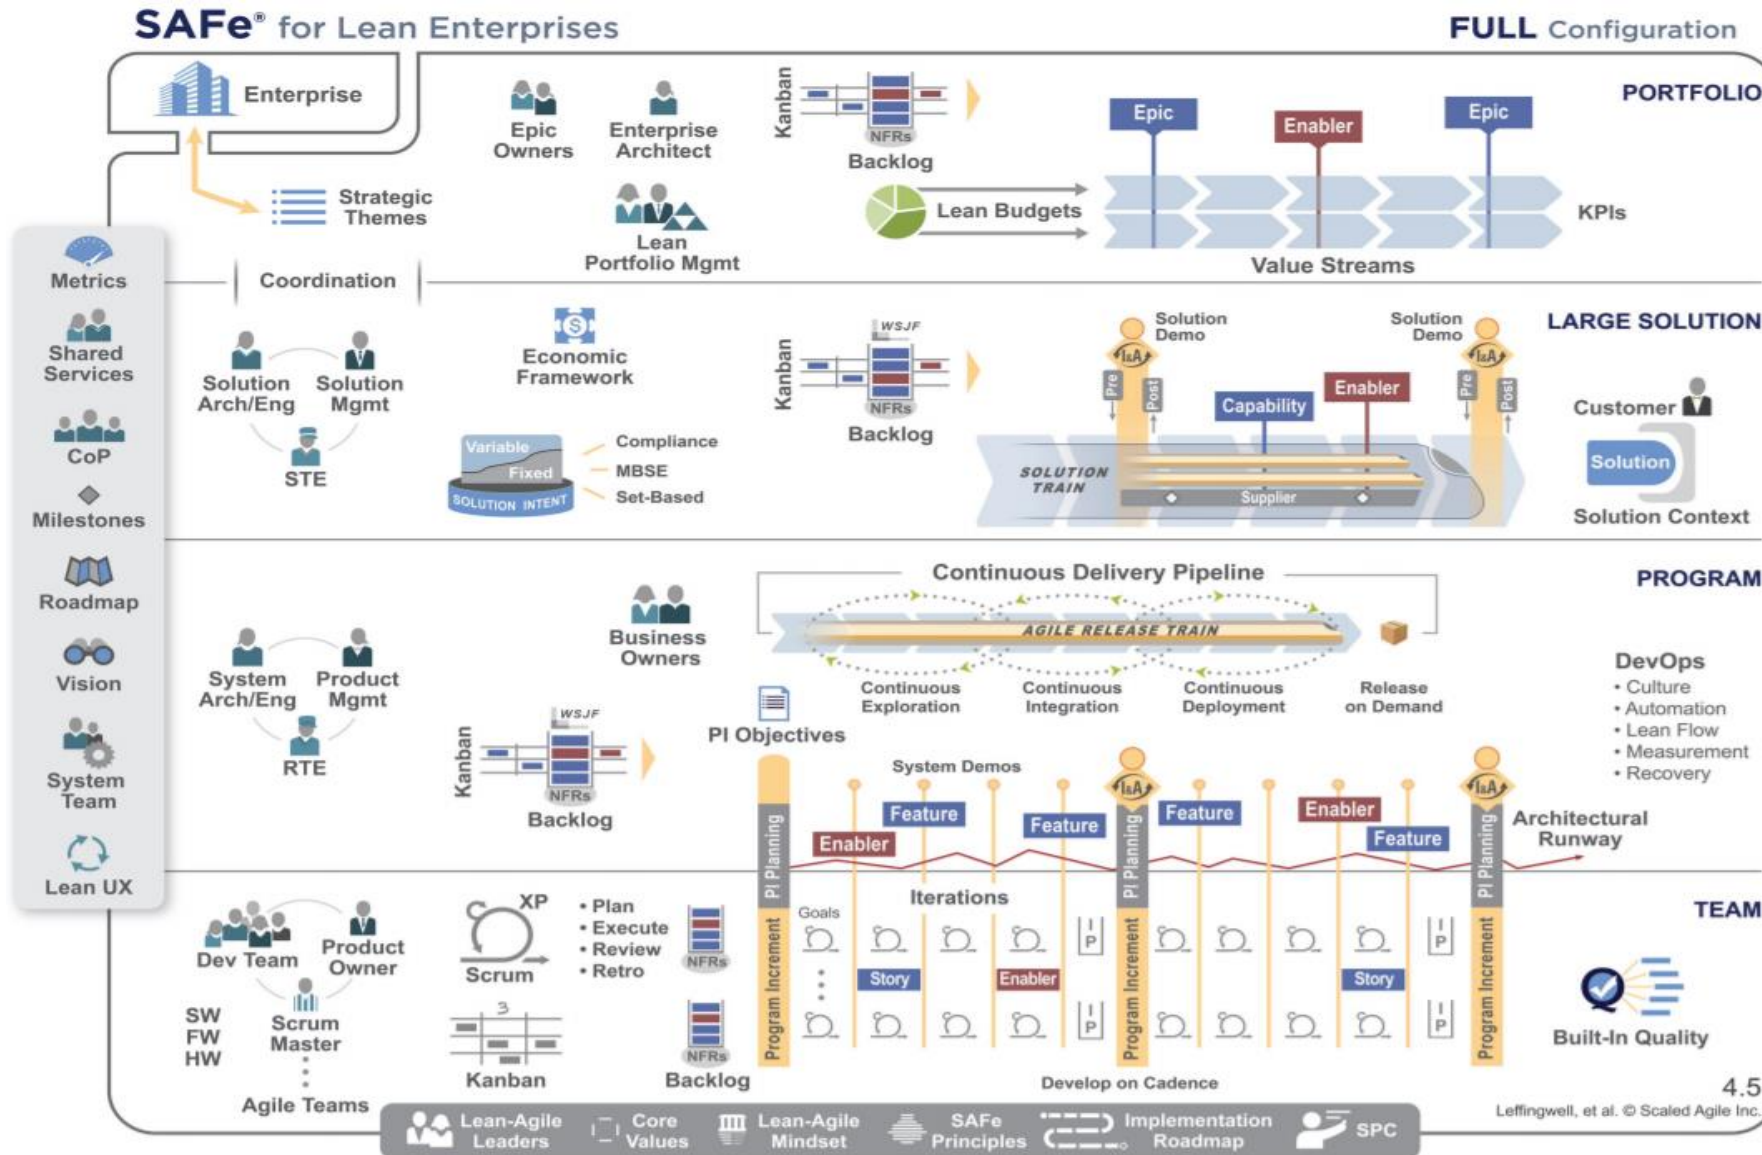 SAFe® for Lean Enterprises
FULL Configuration
Enterprise
Strategic
Themes
Epic
Owners
Enterprise
Architect
Lean
Portfolio Mgmt
Kanban
NFRs
Backlog
Lean Budgets
Epic
Enabler
Epic
KPIs
Value Streams
PORTFOLIO
Metrics
Shared
Services
CoP
Milestones
Roadmap
Vision
System
Team
Lean UX
Coordination
Solution
Arch/Eng
Solution
Mgmt
STE
Economic
Framework
Variable
Fixed
SOLUTION INTENT
Compliance
MBSE
Set-Based
Kanban
WSJF
NFRs
Backlog
Solution
Demo
I&A
Pre
Post
Capability
Enabler
Solution
Demo
I&A
Pre
Post
SOLUTION
TRAIN
Supplier
LARGE SOLUTION
Customer
Solution
Solution Context
PROGRAM
System
Arch/Eng
Product
Mgmt
RTE
Business
Owners
Kanban
WSJF
NFRs
Backlog
PI Objectives
Continuous Delivery Pipeline
AGILE RELEASE TRAIN
Continuous
Exploration
Continuous
Integration
Continuous
Deployment
Release
on Demand
DevOps
• Culture
• Automation
• Lean Flow
• Measurement
• Recovery
System Demos
I&A
I&A
Enabler
Feature
Feature
Feature
Enabler
Feature
PI Planning
PI Planning
PI Planning
Architectural
Runway
TEAM
Dev Team
Product
Owner
Scrum
Master
SW
FW
HW
Agile Teams
XP
Scrum
• Plan
• Execute
• Review
• Retro
3
Kanban
NFRs
NFRs
Backlog
Program Increment
Program Increment
Program Increment
Goals
Iterations
Story
Enabler
Story
I
P
I
P
I
P
I
P
Develop on Cadence
Built-In Quality
4.5
Leffingwell, et al. © Scaled Agile Inc.
Lean-Agile
Leaders
Core
Values
Lean-Agile
Mindset
SAFe
Principles
Implementation
Roadmap
SPC